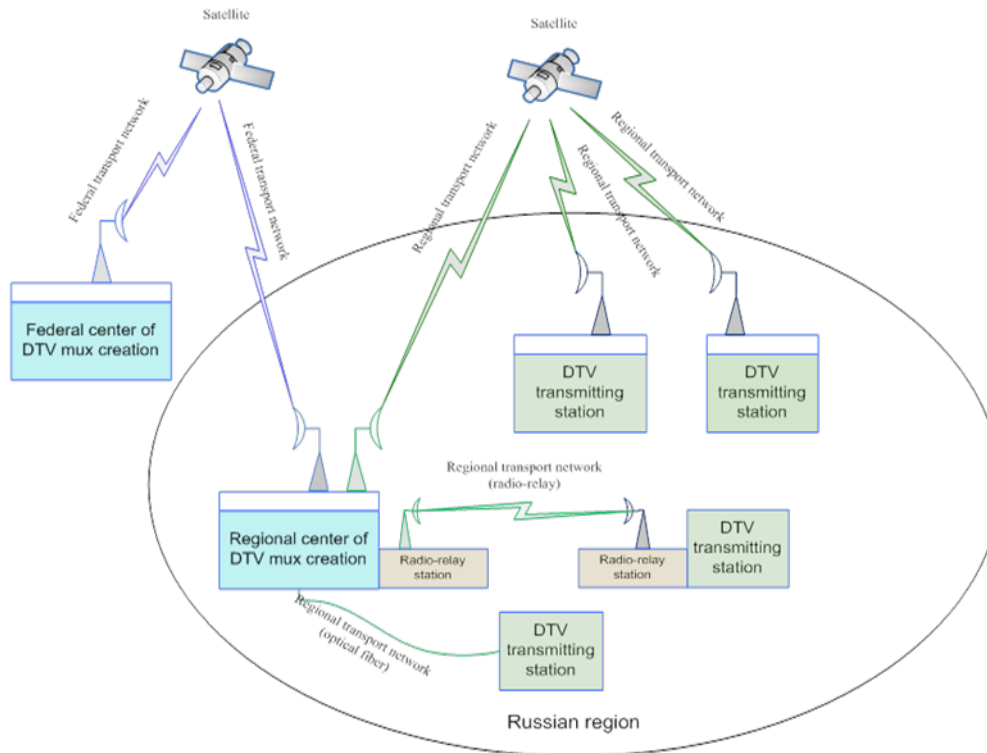 Satellite
Satellite
Federal transport network
Federal transport network
Regional transport network
Regional transport network
Regional transport network
Federal center of
DTV mux creation
DTV
transmitting
station
DTV
transmitting
station
Regional transport network
(radio-relay)
Regional center of
DTV mux creation
Radio-relay
station
Radio-relay
station
DTV
transmitting
station
Regional transport network
(optical fiber)
DTV
transmitting
station
Russian region